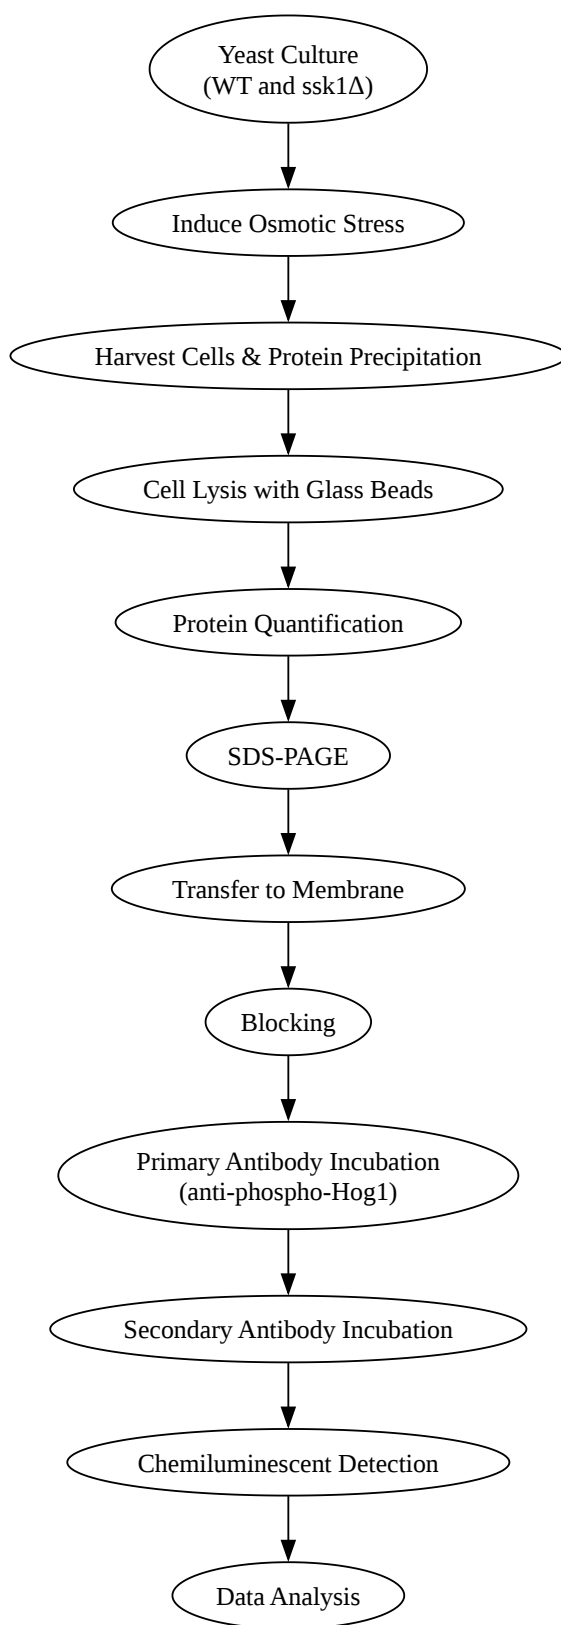 Yeast Culture
(WT and ssk1Δ)
Induce Osmotic Stress
Harvest Cells & Protein Precipitation
Cell Lysis with Glass Beads
Protein Quantification
SDS-PAGE
Transfer to Membrane
Blocking
Primary Antibody Incubation
(anti-phospho-Hog1)
Secondary Antibody Incubation
Chemiluminescent Detection
Data Analysis